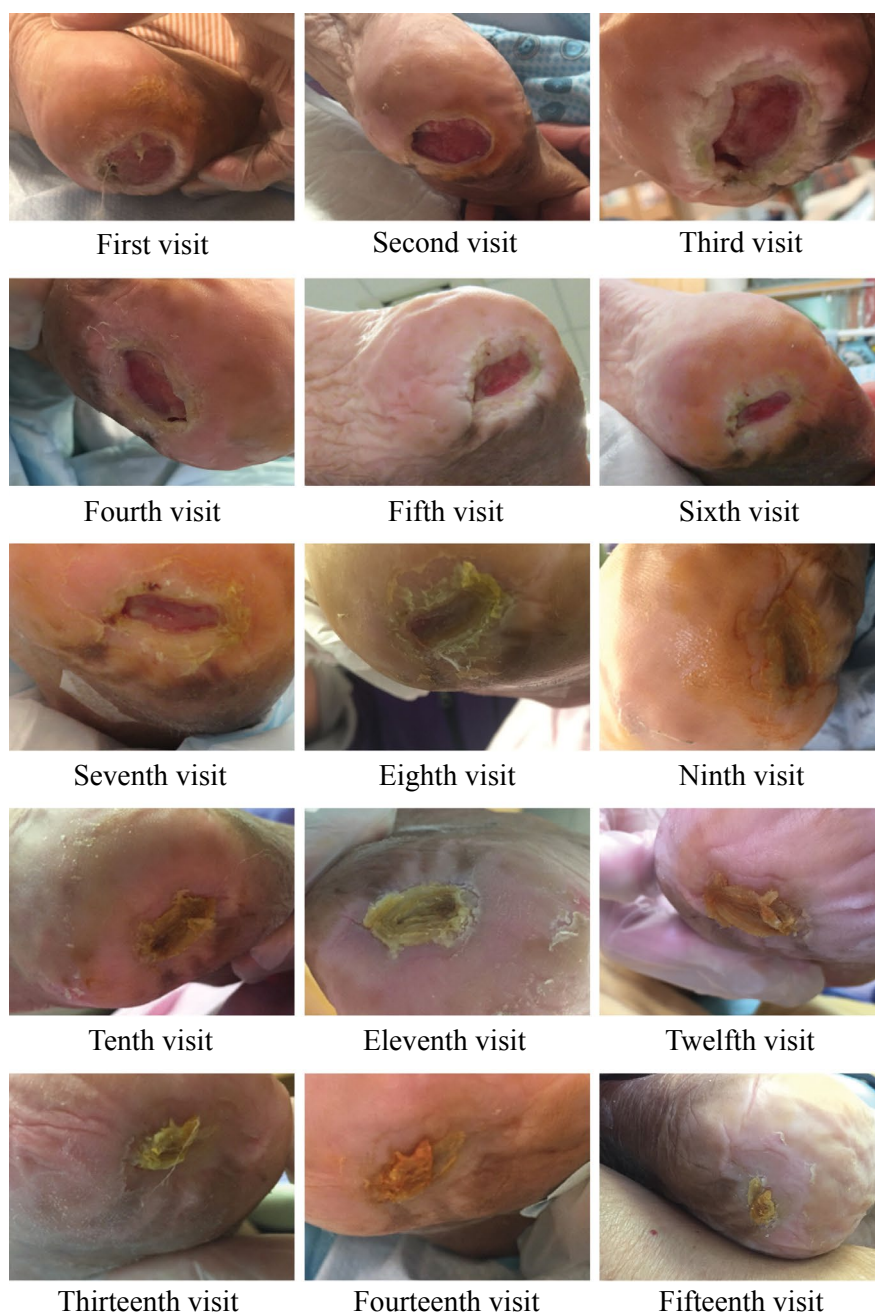 First visit
Second visit
Third visit
Fourth visit
Fifth visit
Sixth visit
Seventh visit
Eighth visit
Ninth visit
Tenth visit
Eleventh visit
Twelfth visit
Thirteenth visit
Fourteenth visit
Fifteenth visit